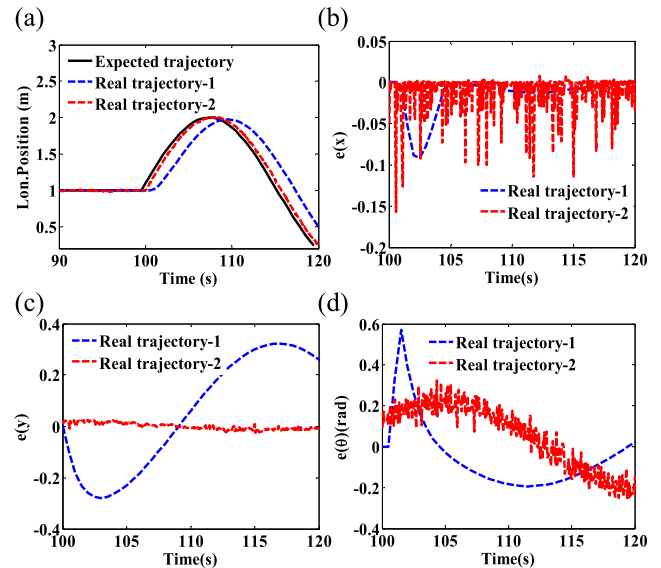 (a)
Lon.Position (m)
3
2.5
2
1.5
1
0.5
Expected trajectory
Real trajectory-1
Real trajectory-2
90
100
110
120
Time (s)
(b)
e(x)
0.05
0
-0.05
-0.1
-0.15
-0.2
Real trajectory-1
Real trajectory-2
100
105
110
115
120
Time(s)
(c)
e(y)
0.4
0.2
0
-0.2
-0.4
Real trajectory-1
Real trajectory-2
100
105
110
115
120
Time(s)
(d)
e(θ)(rad)
0.6
0.4
0.2
0
-0.2
-0.4
Real trajectory-1
Real trajectory-2
100
105
110
115
120
Time(s)